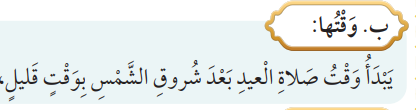 ب. وَقْتُها:
يَبْدَأُ وَقْتُ صَلاةِ الْعيدِ بَعْدَ شُروقِ الشَّمْسِ بِوَقْتٍ قَليلٍ،